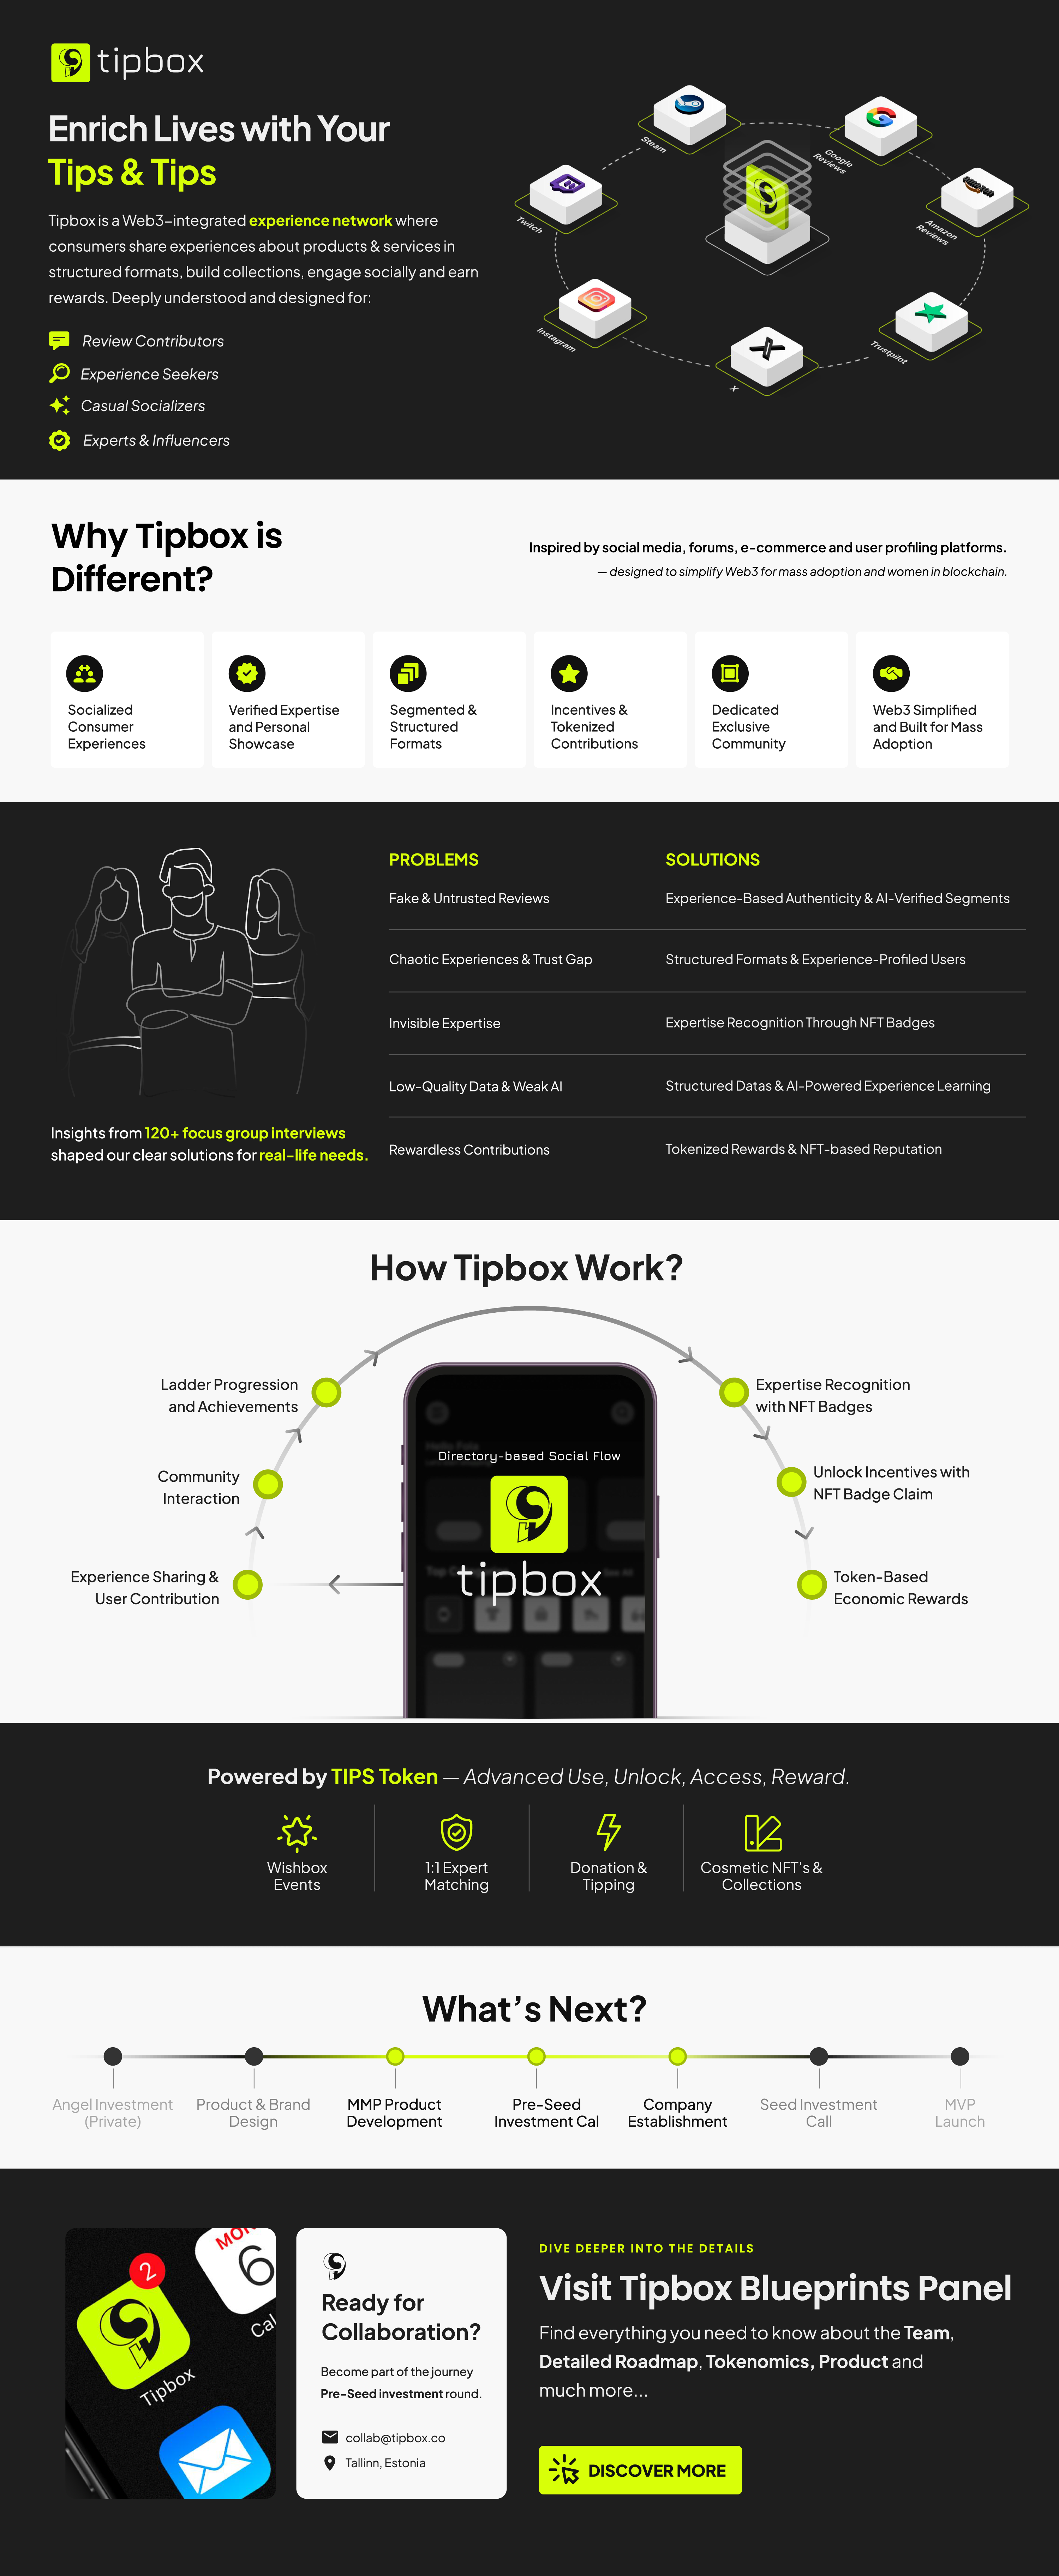 tipbox
Enrich Lives with Your
Tips & Tips
Tipbox is a Web3-integrated experience network where
consumers share experiences about products & services in
structured formats, build collections, engage socially and earn
rewards. Deeply understood and designed for:
Review Contributors
Experience Seekers
Casual Socializers
Experts & Influencers
Steam
Google
Reviews
Twitch
amazon
Amazon
Reviews
Instagram
X
Trustpilot
Why Tipbox is
Different?
Inspired by social media, forums, e-commerce and user profiling platforms.
— designed to simplify Web3 for mass adoption and women in blockchain.
Socialized
Consumer
Experiences
Verified Expertise
and Personal
Showcase
Segmented &
Structured
Formats
Incentives &
Tokenized
Contributions
Dedicated
Exclusive
Community
Web3 Simplified
and Built for Mass
Adoption
PROBLEMS
SOLUTIONS
Fake & Untrusted Reviews
Experience-Based Authenticity & AI-Verified Segments
Chaotic Experiences & Trust Gap
Structured Formats & Experience-Profiled Users
Invisible Expertise
Expertise Recognition Through NFT Badges
Low-Quality Data & Weak AI
Structured Datas & AI-Powered Experience Learning
Rewardless Contributions
Tokenized Rewards & NFT-based Reputation
Insights from 120+ focus group interviews
shaped our clear solutions for real-life needs.
How Tipbox Work?
Ladder Progression
and Achievements
Community
Interaction
Experience Sharing &
User Contribution
Directory-based Social Flow
tipbox
Expertise Recognition
with NFT Badges
Unlock Incentives with
NFT Badge Claim
Token-Based
Economic Rewards
Powered by TIPS Token — Advanced Use, Unlock, Access, Reward.
Wishbox
Events
1:1 Expert
Matching
Donation &
Tipping
Cosmetic NFT's &
Collections
What's Next?
Angel Investment
(Private)
Product & Brand
Design
MMP Product
Development
Pre-Seed
Investment Cal
Company
Establishment
Seed Investment
Call
MVP
Launch
MON
6
Cal
2
Tipbox
Ready for
Collaboration?
Become part of the journey
Pre-Seed investment round.
collab@tipbox.co
Tallinn, Estonia
DIVE DEEPER INTO THE DETAILS
Visit Tipbox Blueprints Panel
Find everything you need to know about the Team,
Detailed Roadmap, Tokenomics, Product and
much more...
DISCOVER MORE